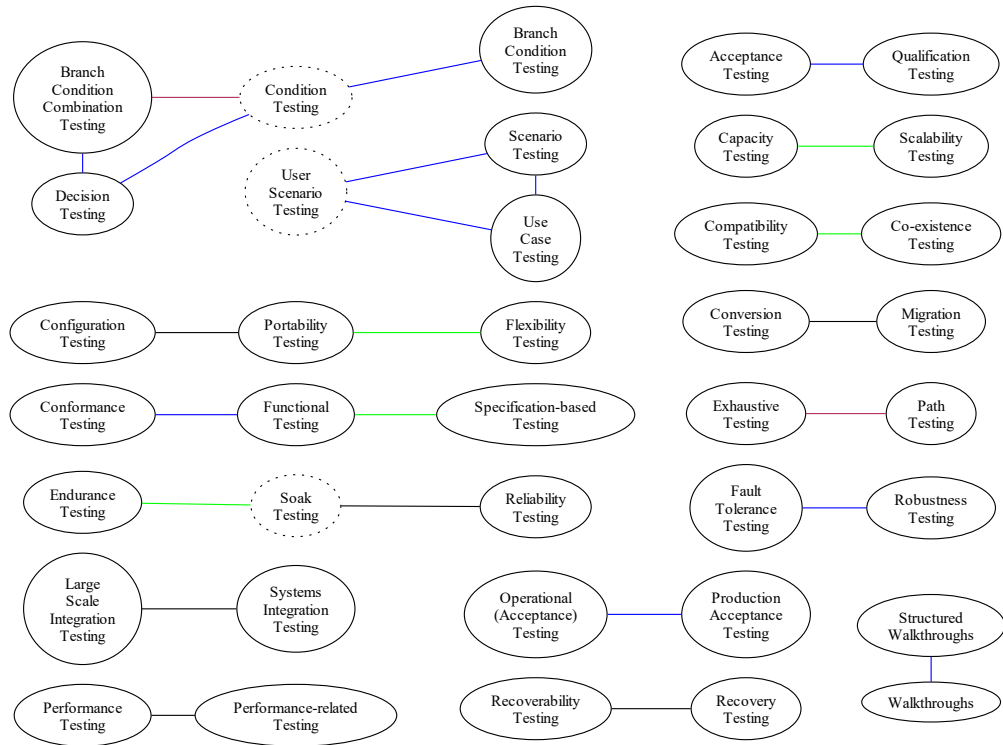 Branch
Condition
Combination
Testing
Condition
Testing
Branch
Condition
Testing
Decision
Testing
User
Scenario
Testing
Scenario
Testing
Use
Case
Testing
Acceptance
Testing
Qualification
Testing
Capacity
Testing
Scalability
Testing
Compatibility
Testing
Co-existence
Testing
Configuration
Testing
Portability
Testing
Flexibility
Testing
Conversion
Testing
Migration
Testing
Conformance
Testing
Functional
Testing
Specification-based
Testing
Exhaustive
Testing
Path
Testing
Endurance
Testing
Soak
Testing
Reliability
Testing
Fault
Tolerance
Testing
Robustness
Testing
Large
Scale
Integration
Testing
Systems
Integration
Testing
Operational
(Acceptance)
Testing
Production
Acceptance
Testing
Structured
Walkthroughs
Walkthroughs
Performance
Testing
Performance-related
Testing
Recoverability
Testing
Recovery
Testing